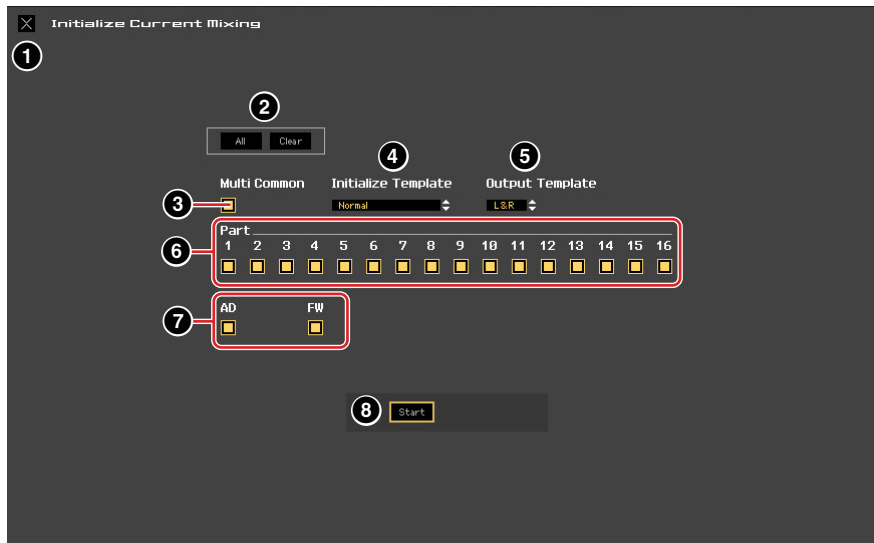 Initialize Current Mixing
1
2
All Clear
4 5
Multi Common Initialize Template Output Template
3 Normal L&R
Part
6 1 2 3 4 5 6 7 8 9 10 11 12 13 14 15 16
AD FW
7
8 Start